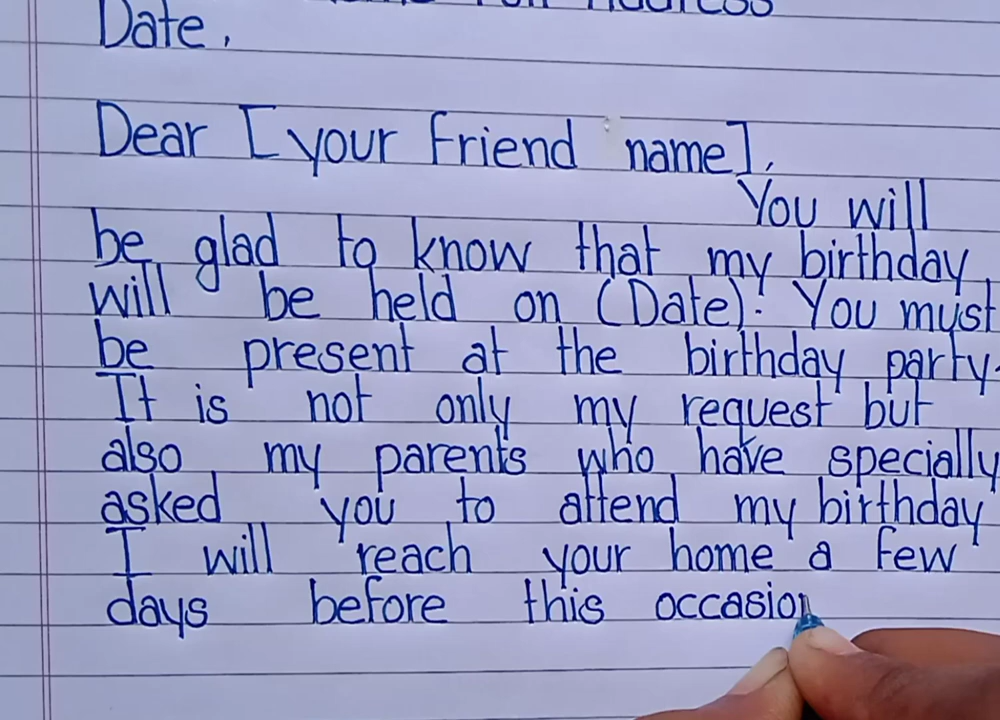 Address
Date,
Dear [your friend name],
You will
be glad to know that my birthday
will be held on (Date). You must
be present at the birthday party.
It is not only my request but
also my parents who have specially
asked you to attend my birthday
I will reach your home a few
days before this occasion